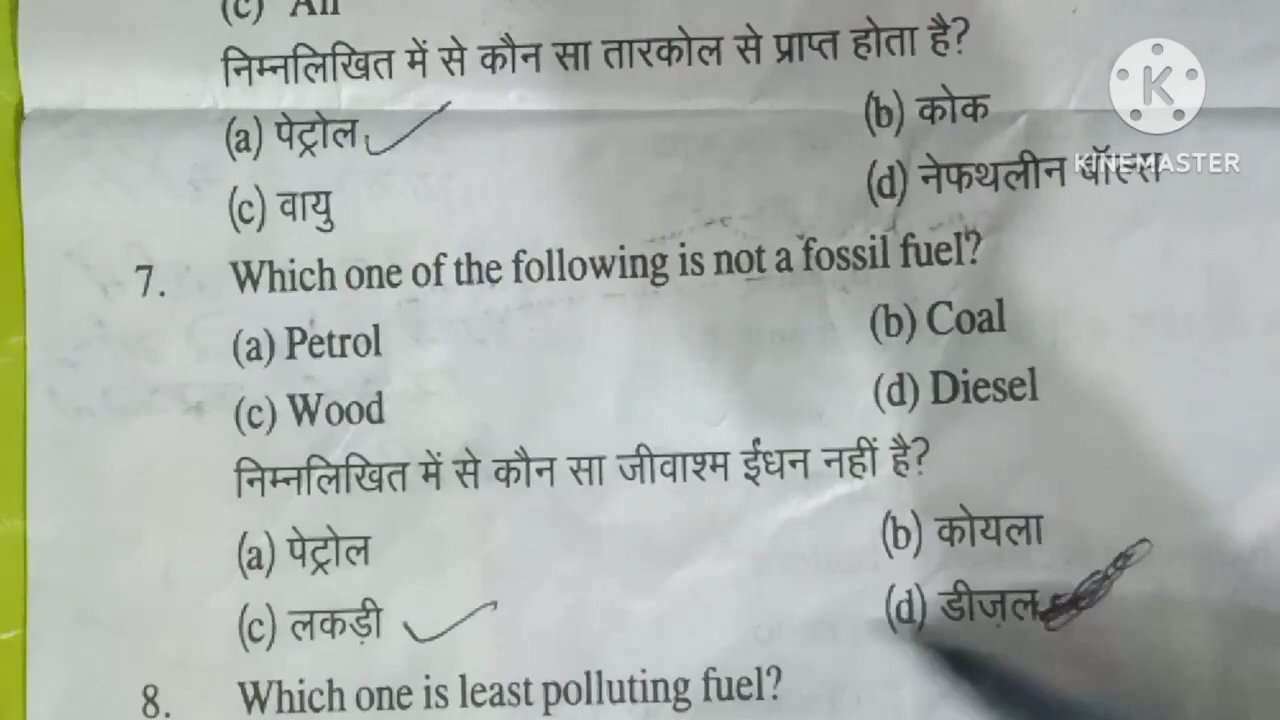 (c) Air
निम्नलिखित में से कौन सा तारकोल से प्राप्त होता है?
(a) पेट्रोल (b) कोक
(c) वायु (d) नेफथलीन बॉल्स
K
KINEMASTER
7. Which one of the following is not a fossil fuel?
(a) Petrol (b) Coal
(c) Wood (d) Diesel
निम्नलिखित में से कौन सा जीवाश्म ईंधन नहीं है?
(a) पेट्रोल (b) कोयला
(c) लकड़ी (d) डीज़ल
8. Which one is least polluting fuel?